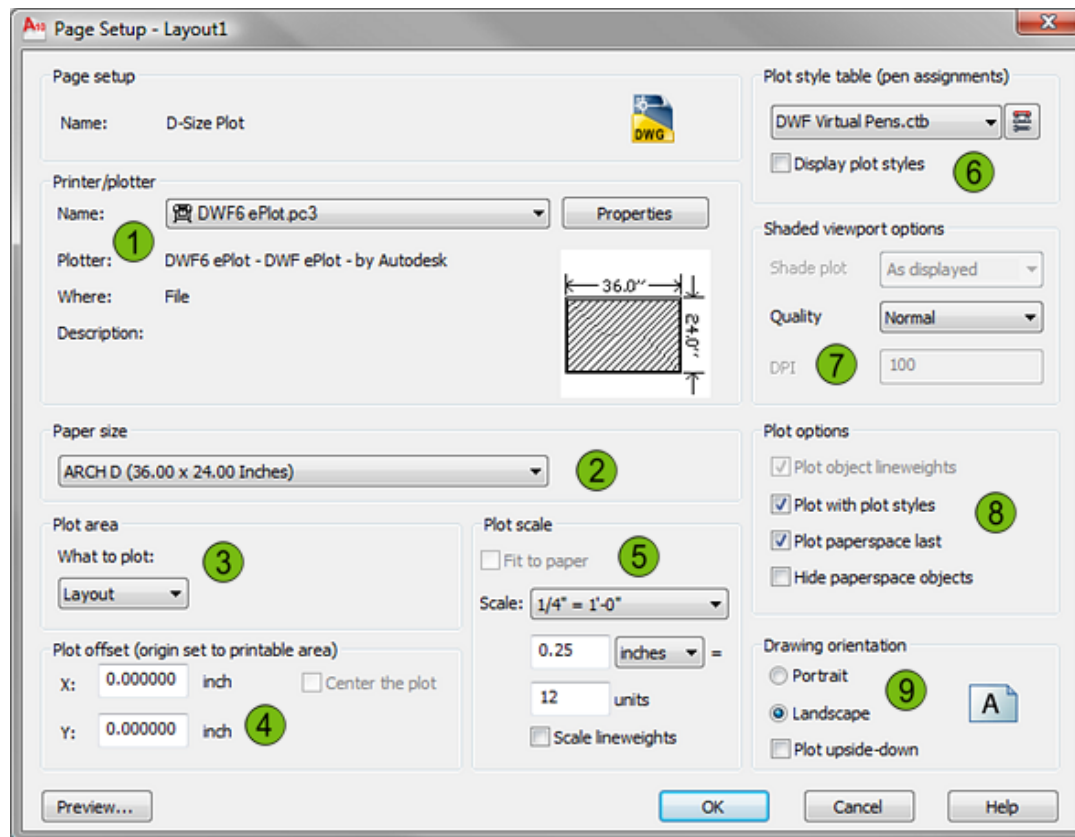 A10 Page Setup - Layout1
Page setup
Name: D-Size Plot
DWG
Printer/plotter
Name: DWF6 ePlot.pc3 Properties
1
Plotter: DWF6 ePlot - DWF ePlot - by Autodesk
Where: File
Description:
36.0''
24.0''
Paper size
ARCH D (36.00 x 24.00 Inches)
2
Plot area
What to plot:
3
Layout
Plot offset (origin set to printable area)
X: 0.000000 inch Center the plot
Y: 0.000000 inch
4
Plot scale
Fit to paper
5
Scale: 1/4" = 1'-0"
0.25 inches =
12 units
Scale lineweights
Plot style table (pen assignments)
DWF Virtual Pens.ctb
Display plot styles
6
Shaded viewport options
Shade plot As displayed
Quality Normal
DPI 7 100
Plot options
Plot object lineweights
Plot with plot styles
8
Plot paperspace last
Hide paperspace objects
Drawing orientation
Portrait
9
A
Landscape
Plot upside-down
Preview... OK Cancel Help